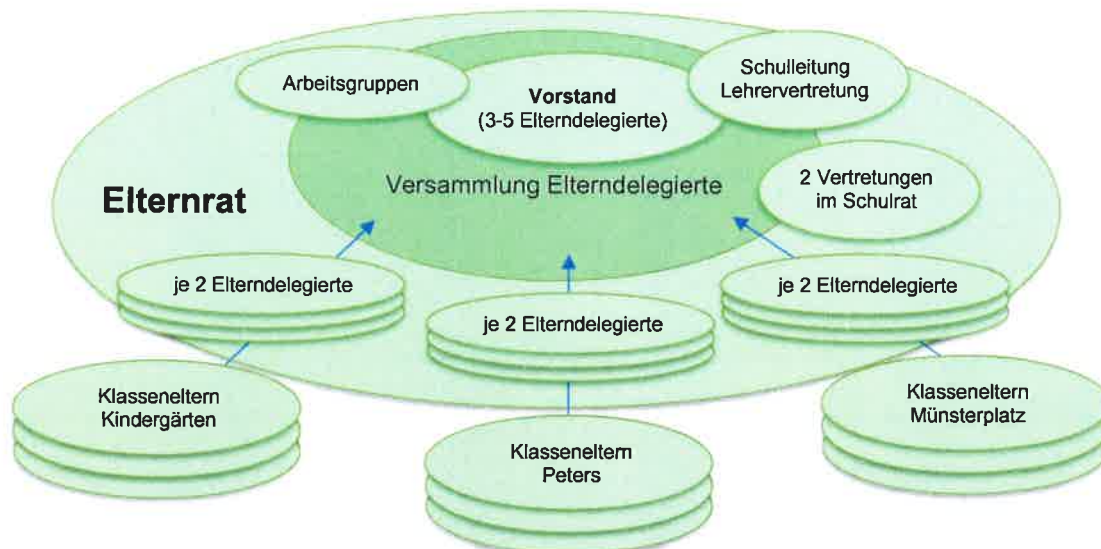 Arbeitsgruppen
Vorstand
(3-5 Elterndelegierte)
Schulleitung
Lehrervertretung
Versammlung Elterndelegierte
2 Vertretungen
im Schulrat
Elternrat
je 2 Elterndelegierte
je 2 Elterndelegierte
je 2 Elterndelegierte
Klasseneltern
Kindergärten
Klasseneltern
Peters
Klasseneltern
Münsterplatz